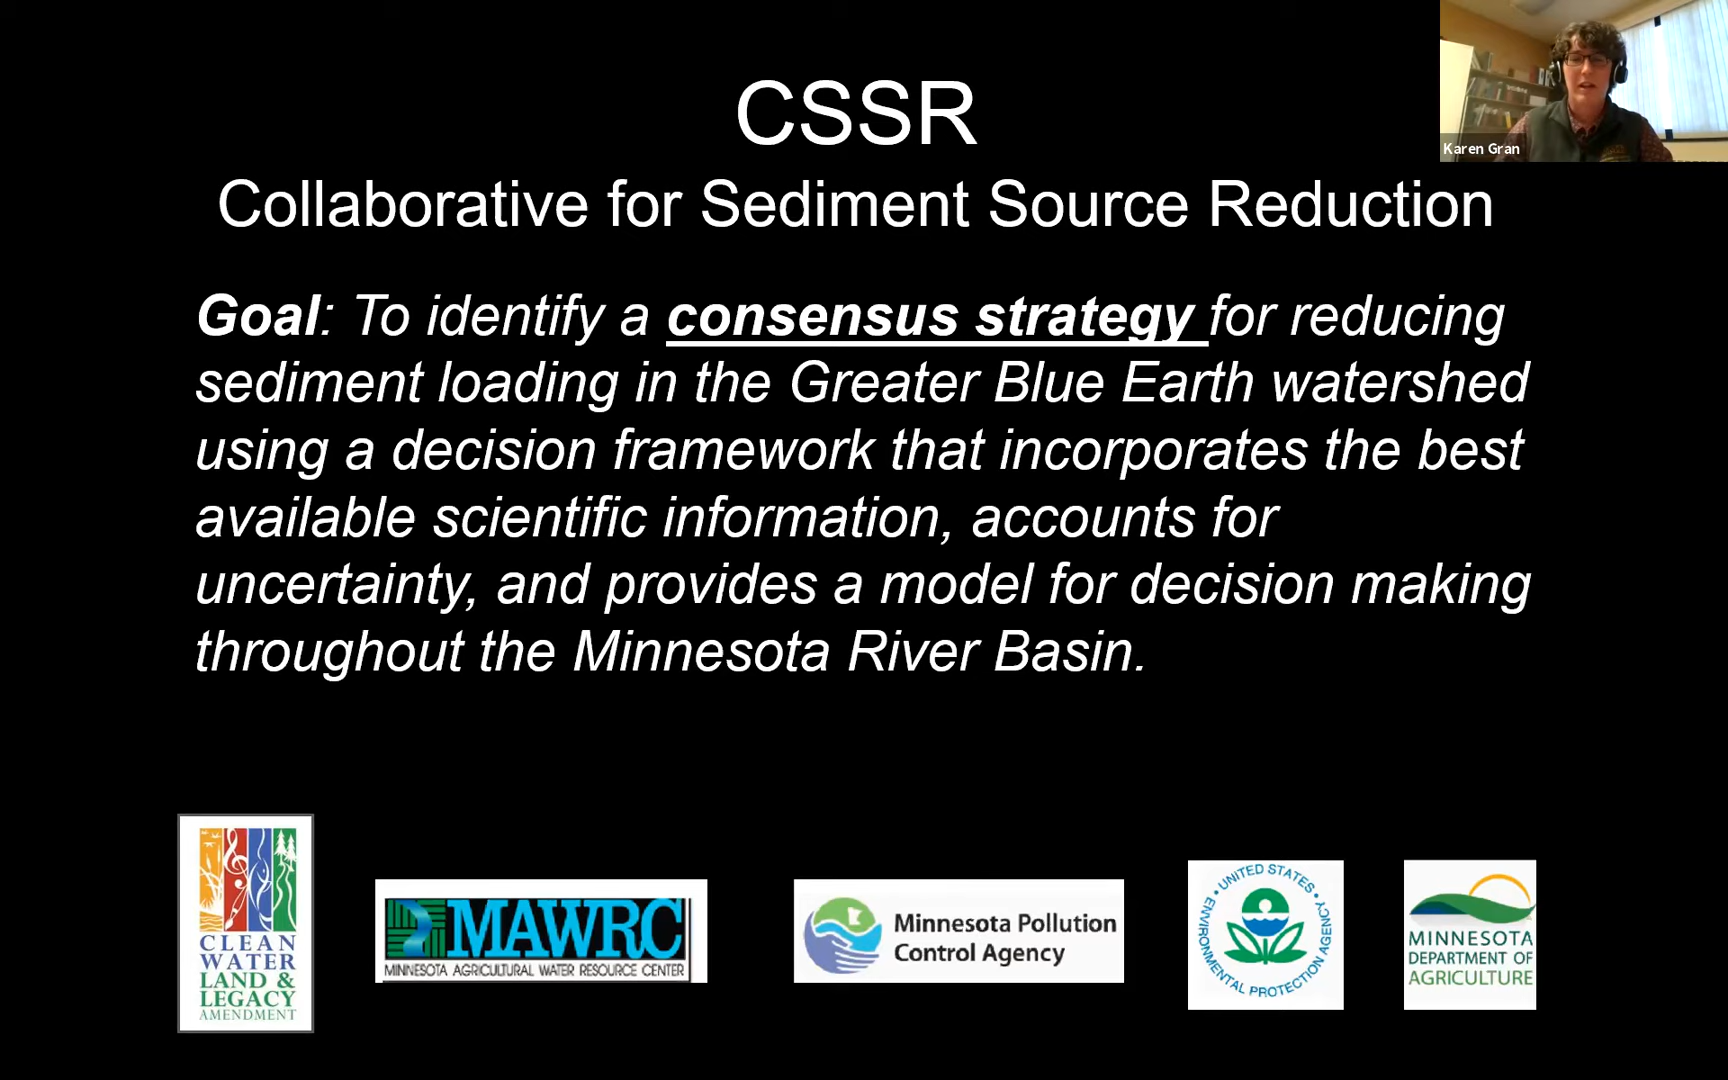 CSSR
Collaborative for Sediment Source Reduction
Karen Gran
Goal: To identify a consensus strategy for reducing
sediment loading in the Greater Blue Earth watershed
using a decision framework that incorporates the best
available scientific information, accounts for
uncertainty, and provides a model for decision making
throughout the Minnesota River Basin.
CLEAN
WATER
LAND &
LEGACY
AMENDMENT
MAWRC
MINNESOTA AGRICULTURAL WATER RESOURCE CENTER
Minnesota Pollution
Control Agency
UNITED STATES
ENVIRONMENTAL PROTECTION AGENCY
MINNESOTA
DEPARTMENT OF
AGRICULTURE